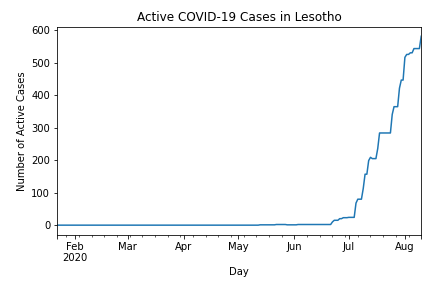 Active COVID-19 Cases in Lesotho
Number of Active Cases
600
500
400
300
200
100
0
Feb Mar Apr May Jun Jul Aug
2020
Day